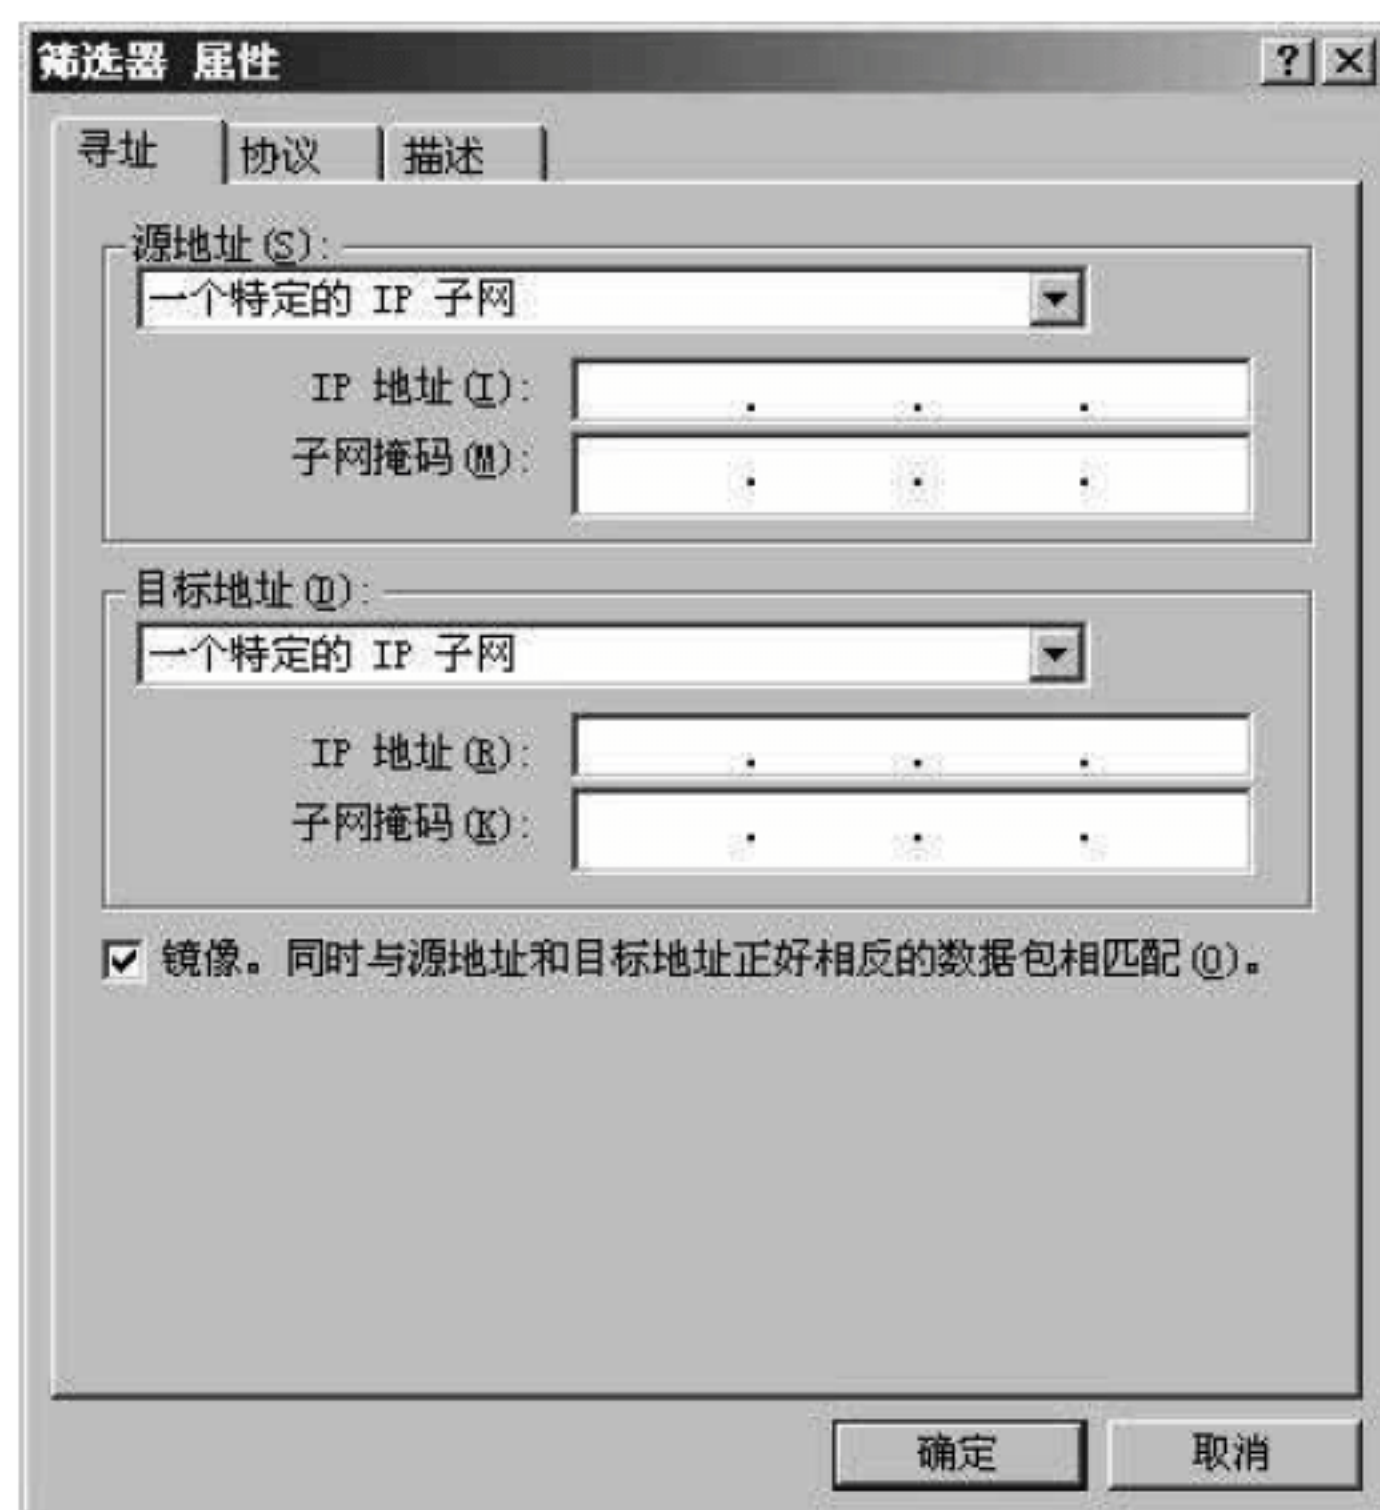 筛选器 属性
寻址 协议 描述
源地址(S):
一个特定的 IP 子网
IP 地址(I):
子网掩码(M):
目标地址(D):
一个特定的 IP 子网
IP 地址(R):
子网掩码(K):
镜像。同时与源地址和目标地址正好相反的数据包相匹配(O)。
确定 取消